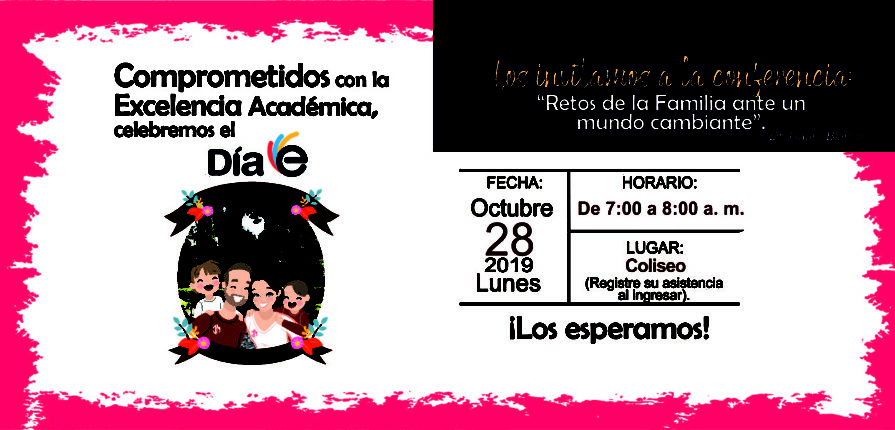 Comprometidos con la
Excelencia Académica,
celebremos el
Día e
Los invitamos a la conferencia:
“Retos de la Familia ante un
mundo cambiante”.
FECHA:
Octubre
28
2019
Lunes
HORARIO:
De 7:00 a 8:00 a. m.
LUGAR:
Coliseo
(Registre su asistencia
al ingresar).
¡Los esperamos!